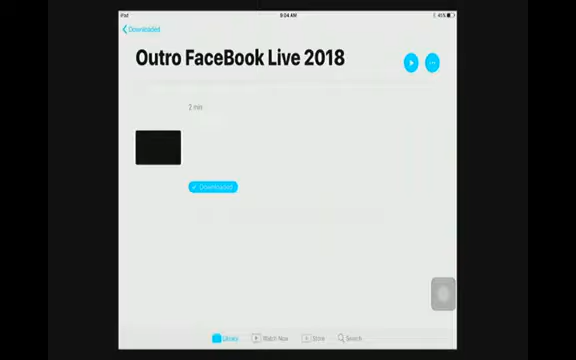 iPad 9:04 AM 45%
Downloaded
Outro FaceBook Live 2018
2 min
Downloaded
Library Watch Now Store Search